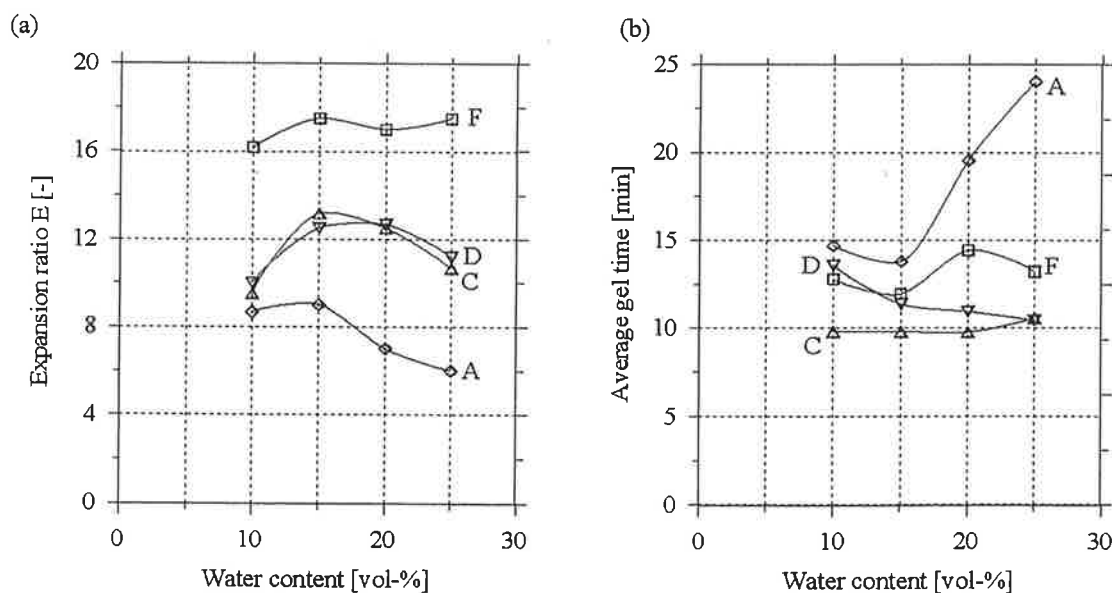 (a)
20
16
12
8
4
0
Expansion ratio E [-]
F
D
C
A
0
10
20
30
Water content [vol-%]
(b)
25
20
15
10
5
0
Average gel time [min]
A
D
F
C
0
10
20
30
Water content [vol-%]